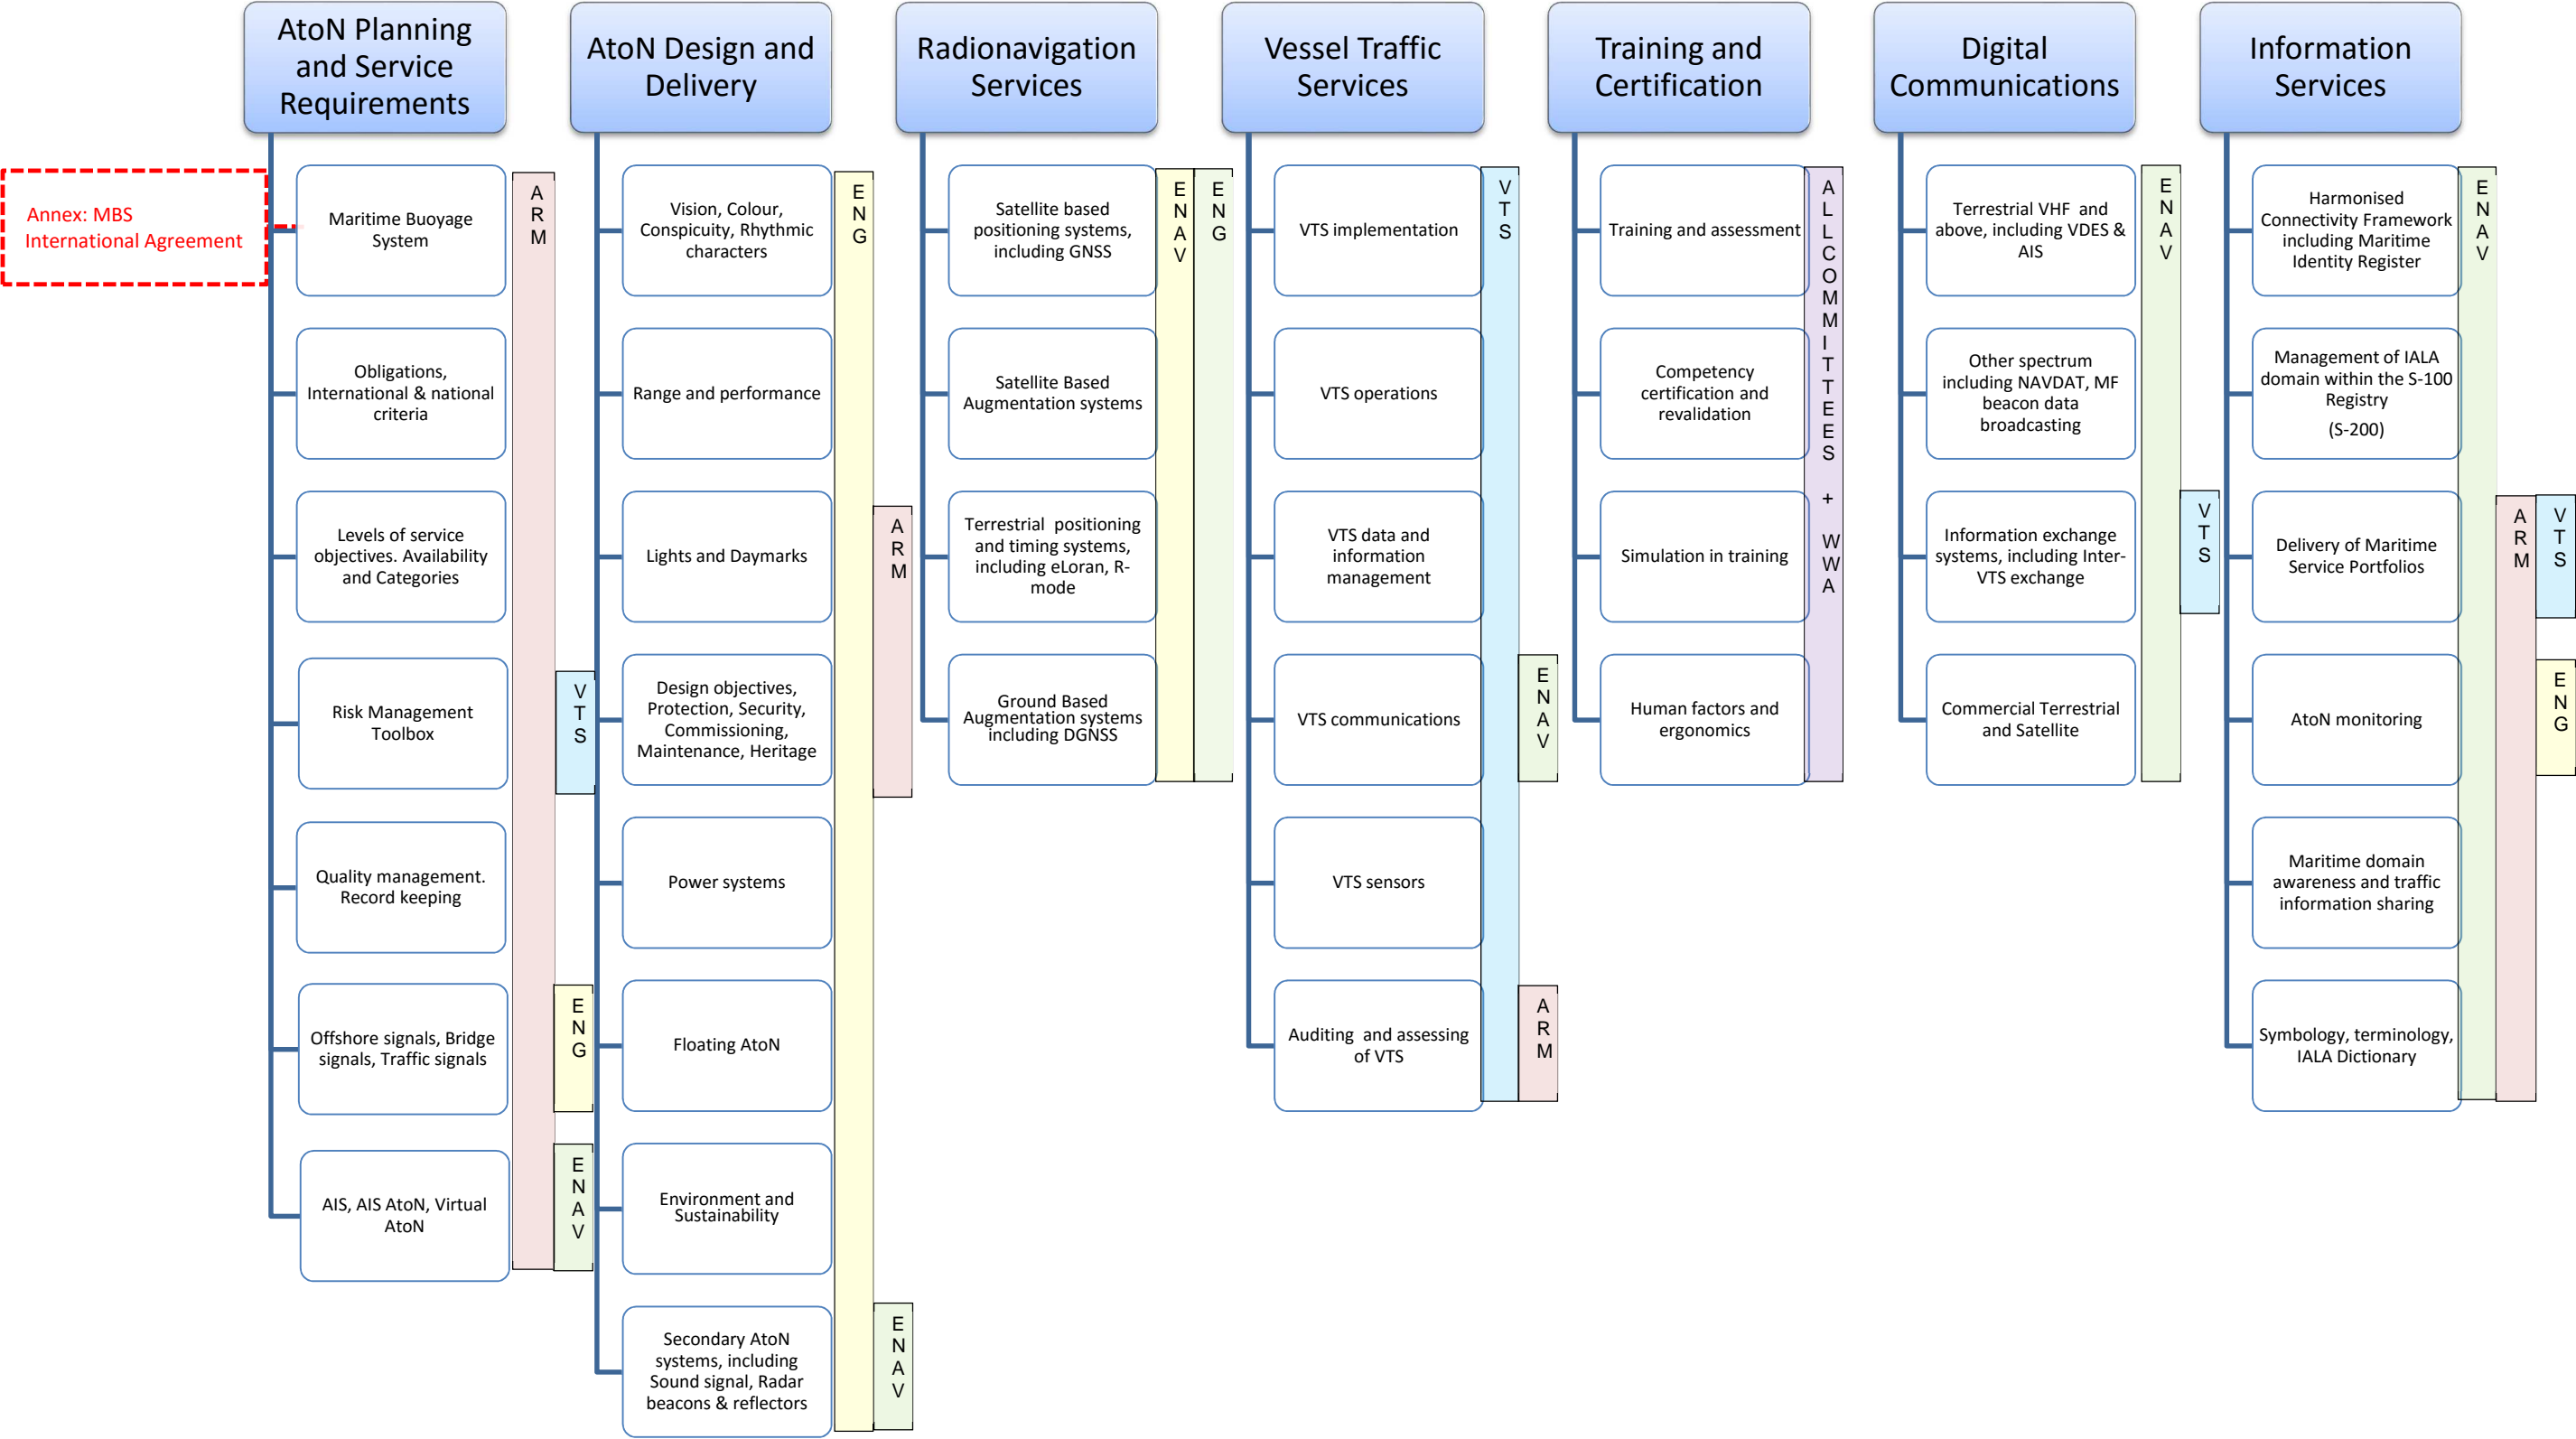 AtoN Planning
and Service
Requirements
Annex: MBS
International Agreement
Maritime Buoyage
System
Obligations,
International & national
criteria
Levels of service
objectives. Availability
and Categories
Risk Management
Toolbox
Quality management.
Record keeping
Offshore signals, Bridge
signals, Traffic signals
AIS, AIS AtoN, Virtual
AtoN
ARM
VTS
ENG
ENAV
AtoN Design and
Delivery
Vision, Colour,
Conspicuity, Rhythmic
characters
Range and performance
Lights and Daymarks
Design objectives,
Protection, Security,
Commissioning,
Maintenance, Heritage
Power systems
Floating AtoN
Environment and
Sustainability
Secondary AtoN
systems, including
Sound signal, Radar
beacons & reflectors
ENG
ARM
ENAV
Radionavigation
Services
Satellite based
positioning systems,
including GNSS
Satellite Based
Augmentation systems
Terrestrial positioning
and timing systems,
including eLoran, R-
mode
Ground Based
Augmentation systems
including DGNSS
ENAV
ENG
Vessel Traffic
Services
VTS implementation
VTS operations
VTS data and
information
management
VTS communications
VTS sensors
Auditing and assessing
of VTS
VTS
ENAV
ARM
Training and
Certification
Training and assessment
Competency
certification and
revalidation
Simulation in training
Human factors and
ergonomics
ALLCOMMITTEES + WWA
Digital
Communications
Terrestrial VHF and
above, including VDES &
AIS
Other spectrum
including NAVDAT, MF
beacon data
broadcasting
Information exchange
systems, including Inter-
VTS exchange
Commercial Terrestrial
and Satellite
ENAV
VTS
Information
Services
Harmonised
Connectivity Framework
including Maritime
Identity Register
Management of IALA
domain within the S-100
Registry
(S-200)
Delivery of Maritime
Service Portfolios
AtoN monitoring
Maritime domain
awareness and traffic
information sharing
Symbology, terminology,
IALA Dictionary
ENAV
ARM
VTS
ENG